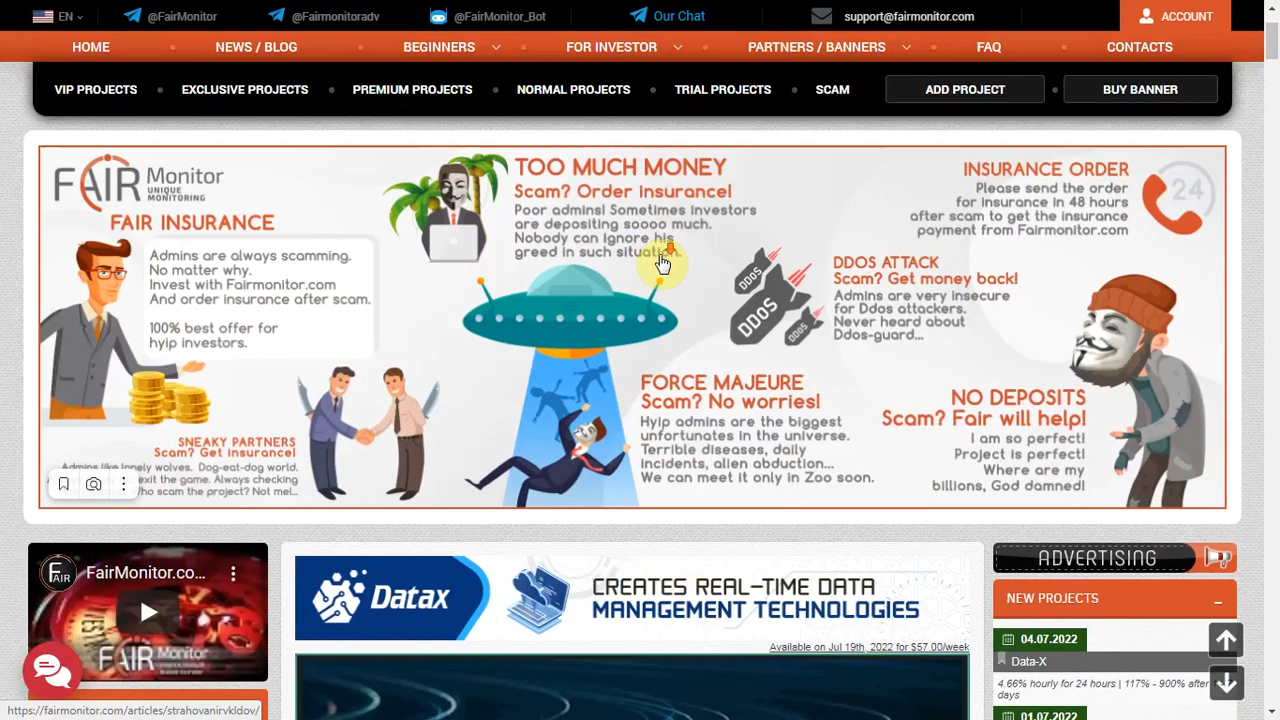 EN
@FairMonitor
@Fairmonitoradv
@FairMonitor_Bot
Our Chat
support@fairmonitor.com
ACCOUNT
HOME
NEWS / BLOG
BEGINNERS
FOR INVESTOR
PARTNERS / BANNERS
FAQ
CONTACTS
VIP PROJECTS
EXCLUSIVE PROJECTS
PREMIUM PROJECTS
NORMAL PROJECTS
TRIAL PROJECTS
SCAM
ADD PROJECT
BUY BANNER
FAIR Monitor
UNIQUE
MONITORING
FAIR INSURANCE
Admins are always scamming.
No matter why.
Invest with Fairmonitor.com
And order insurance after scam.
100% best offer for
hyip investors.
SNEAKY PARTNERS
Scam? Get insurance!
Admins like lonely wolves. Dog-eat-dog world.
exit the game. Always checking
Who scam the project? Not me!..
TOO MUCH MONEY
Scam? Order insurance!
Poor admins! Sometimes investors
are depositing soooo much.
Nobody can ignore his
greed in such situation.
INSURANCE ORDER
Please send the order
for insurance in 48 hours
after scam to get the insurance
payment from Fairmonitor.com
24
DDOS
DDOS
DDOS
DDOS ATTACK
Scam? Get money back!
Admins are very insecure
for Ddos attackers.
Never heard about
Ddos-guard...
FORCE MAJEURE
Scam? No worries!
Hyip admins are the biggest
unfortunates in the universe.
Terrible diseases, daily
incidents, alien abduction...
We can meet it only in Zoo soon.
NO DEPOSITS
Scam? Fair will help!
I am so perfect!
Project is perfect!
Where are my
billions, God damned!
FAIR
FairMonitor.co...
FAIR Monitor
Datax
CREATES REAL-TIME DATA
MANAGEMENT TECHNOLOGIES
Available on Jul 19th, 2022 for $57.00/week
ADVERTISING
NEW PROJECTS
04.07.2022
Data-X
4.66% hourly for 24 hours | 117% - 900% after
days
01.07.2022
https://fairmonitor.com/articles/strahovanirvkldov/